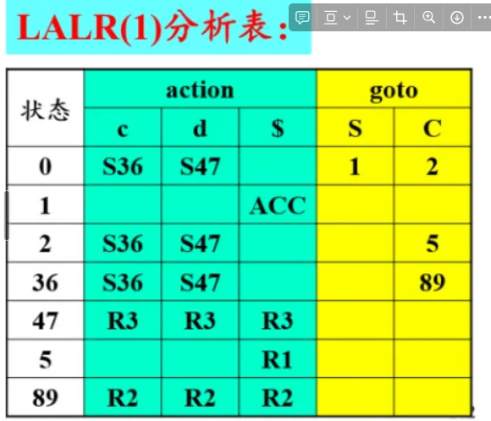 LALR(1)分析表：
状态 action goto
c d $ S C
0 S36 S47 1 2
1 ACC
2 S36 S47 5
36 S36 S47 89
47 R3 R3 R3
5 R1
89 R2 R2 R2